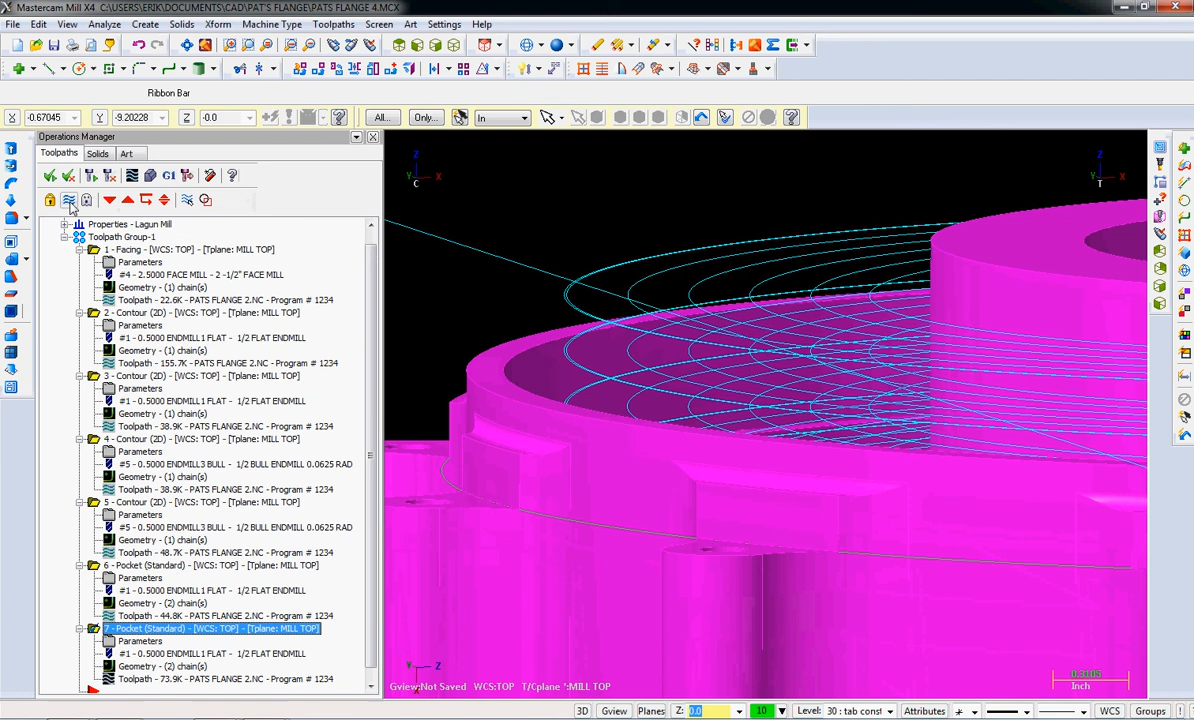 Mastercam Mill X4 C:\USERS\ERIK\DOCUMENTS\CAD\PAT'S FLANGE\PATS FLANGE 4.MCX
File Edit View Analyze Create Solids Xform Machine Type Toolpaths Screen Art Settings Help
Ribbon Bar
X -0.67045 Y -9.20228 Z -0.0 All... Only... In
Operations Manager
Toolpaths Solids Art
G1
Properties - Lagun Mill
Toolpath Group-1
1 - Facing - [WCS: TOP] - [Tplane: MILL TOP]
Parameters
#4 - 2.5000 FACE MILL - 2 -1/2" FACE MILL
Geometry - (1) chain(s)
Toolpath - 22.6K - PATS FLANGE 2.NC - Program # 1234
2 - Contour (2D) - [WCS: TOP] - [Tplane: MILL TOP]
Parameters
#1 - 0.5000 ENDMILL1 FLAT - 1/2 FLAT ENDMILL
Geometry - (1) chain(s)
Toolpath - 155.7K - PATS FLANGE 2.NC - Program # 1234
3 - Contour (2D) - [WCS: TOP] - [Tplane: MILL TOP]
Parameters
#1 - 0.5000 ENDMILL1 FLAT - 1/2 FLAT ENDMILL
Geometry - (1) chain(s)
Toolpath - 38.9K - PATS FLANGE 2.NC - Program # 1234
4 - Contour (2D) - [WCS: TOP] - [Tplane: MILL TOP]
Parameters
#5 - 0.5000 ENDMILL3 BULL - 1/2 BULL ENDMILL 0.0625 RAD
Geometry - (1) chain(s)
Toolpath - 38.9K - PATS FLANGE 2.NC - Program # 1234
5 - Contour (2D) - [WCS: TOP] - [Tplane: MILL TOP]
Parameters
#5 - 0.5000 ENDMILL3 BULL - 1/2 BULL ENDMILL 0.0625 RAD
Geometry - (1) chain(s)
Toolpath - 48.7K - PATS FLANGE 2.NC - Program # 1234
6 - Pocket (Standard) - [WCS: TOP] - [Tplane: MILL TOP]
Parameters
#1 - 0.5000 ENDMILL1 FLAT - 1/2 FLAT ENDMILL
Geometry - (2) chain(s)
Toolpath - 44.8K - PATS FLANGE 2.NC - Program # 1234
7 - Pocket (Standard) - [WCS: TOP] - [Tplane: MILL TOP]
Parameters
#1 - 0.5000 ENDMILL1 FLAT - 1/2 FLAT ENDMILL
Geometry - (2) chain(s)
Toolpath - 73.9K - PATS FLANGE 2.NC - Program # 1234
Z X C
Z X T
Y Z X
Gview:Not Saved WCS:TOP T/Cplane ':MILL TOP
Inch
3D Gview Planes Z: 0.0 10 Level: 30 : tab const Attributes WCS Groups !